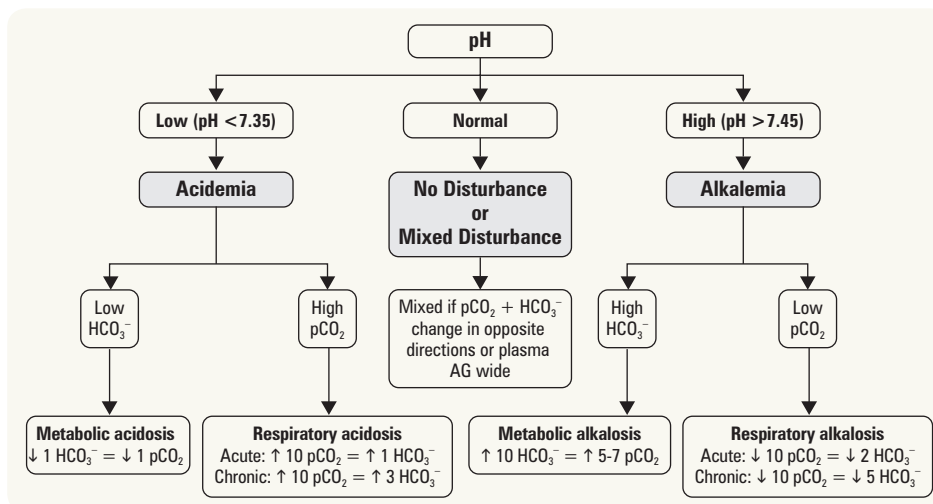 pH
Low (pH <7.35)
Normal
High (pH >7.45)
Acidemia
No Disturbance
or
Mixed Disturbance
Alkalemia
Low
HCO₃⁻
High
pCO₂
Mixed if pCO₂ + HCO₃⁻
change in opposite
directions or plasma
AG wide
High
HCO₃⁻
Low
pCO₂
Metabolic acidosis
↓ 1 HCO₃⁻ = ↓ 1 pCO₂
Respiratory acidosis
Acute: ↑ 10 pCO₂ = ↑ 1 HCO₃⁻
Chronic: ↑ 10 pCO₂ = ↑ 3 HCO₃⁻
Metabolic alkalosis
↑ 10 HCO₃⁻ = ↑ 5-7 pCO₂
Respiratory alkalosis
Acute: ↓ 10 pCO₂ = ↓ 2 HCO₃⁻
Chronic: ↓ 10 pCO₂ = ↓ 5 HCO₃⁻